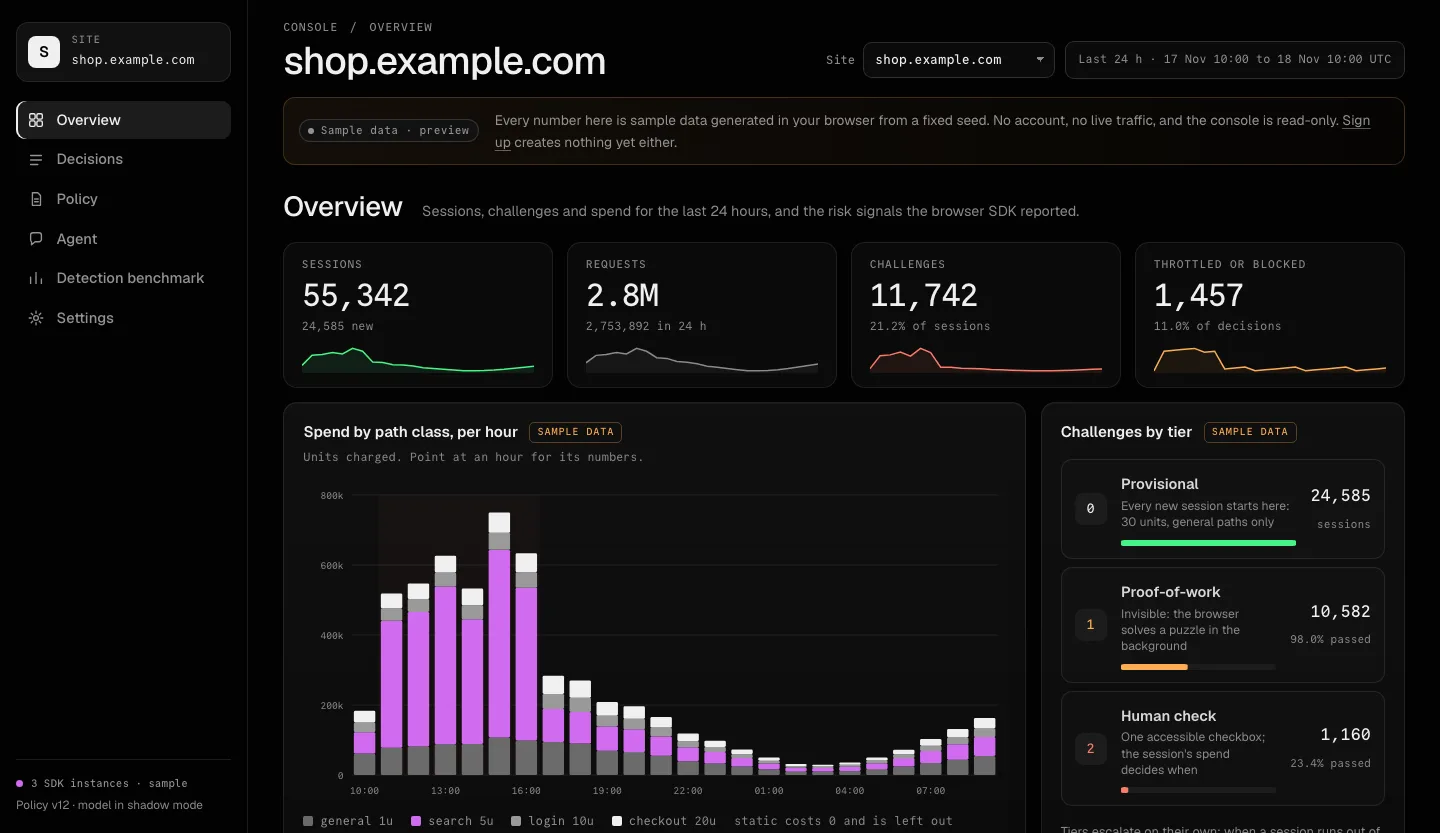 S
SITE
shop.example.com
Overview
Decisions
Policy
Agent
Detection benchmark
Settings
3 SDK instances · sample
Policy v12 · model in shadow mode
CONSOLE / OVERVIEW
shop.example.com
Site
shop.example.com
Last 24 h · 17 Nov 10:00 to 18 Nov 10:00 UTC
Sample data · preview
Every number here is sample data generated in your browser from a fixed seed. No account, no live traffic, and the console is read-only. Sign
up creates nothing yet either.
Overview
Sessions, challenges and spend for the last 24 hours, and the risk signals the browser SDK reported.
SESSIONS
55,342
24,585 new
REQUESTS
2.8M
2,753,892 in 24 h
CHALLENGES
11,742
21.2% of sessions
THROTTLED OR BLOCKED
1,457
11.0% of decisions
Spend by path class, per hour
SAMPLE DATA
Units charged. Point at an hour for its numbers.
800k
600k
400k
200k
0
10:00 13:00 16:00 19:00 22:00 01:00 04:00 07:00
general 1u search 5u login 10u checkout 20u static costs 0 and is left out
Challenges by tier
SAMPLE DATA
0
Provisional
Every new session starts here:
30 units, general paths only
24,585
sessions
1
Proof-of-work
Invisible: the browser
solves a puzzle in the
background
10,582
98.0% passed
2
Human check
One accessible checkbox;
the session's spend
decides when
1,160
23.4% passed
Tiers escalate on their own: when a session runs out of